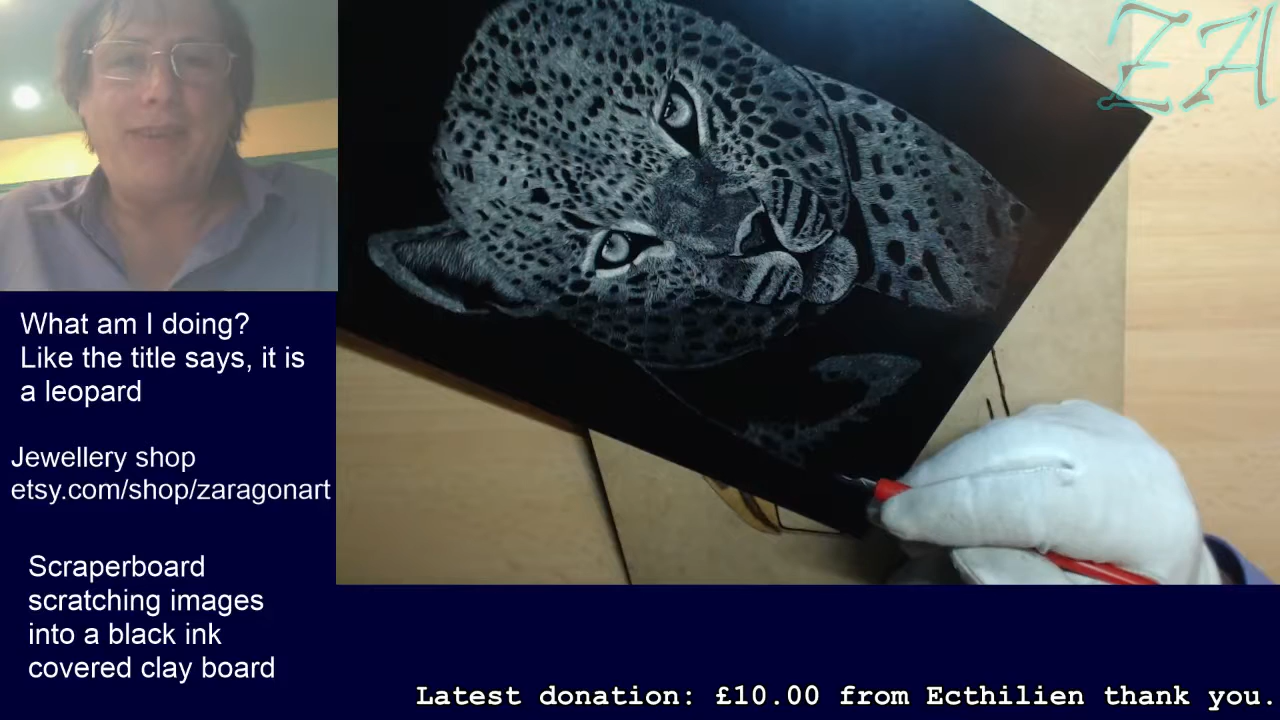 ZA
What am I doing?
Like the title says, it is
a leopard
Jewellery shop
etsy.com/shop/zaragonart
Scraperboard
scratching images
into a black ink
covered clay board
Latest donation: £10.00 from Ecthilien thank you.